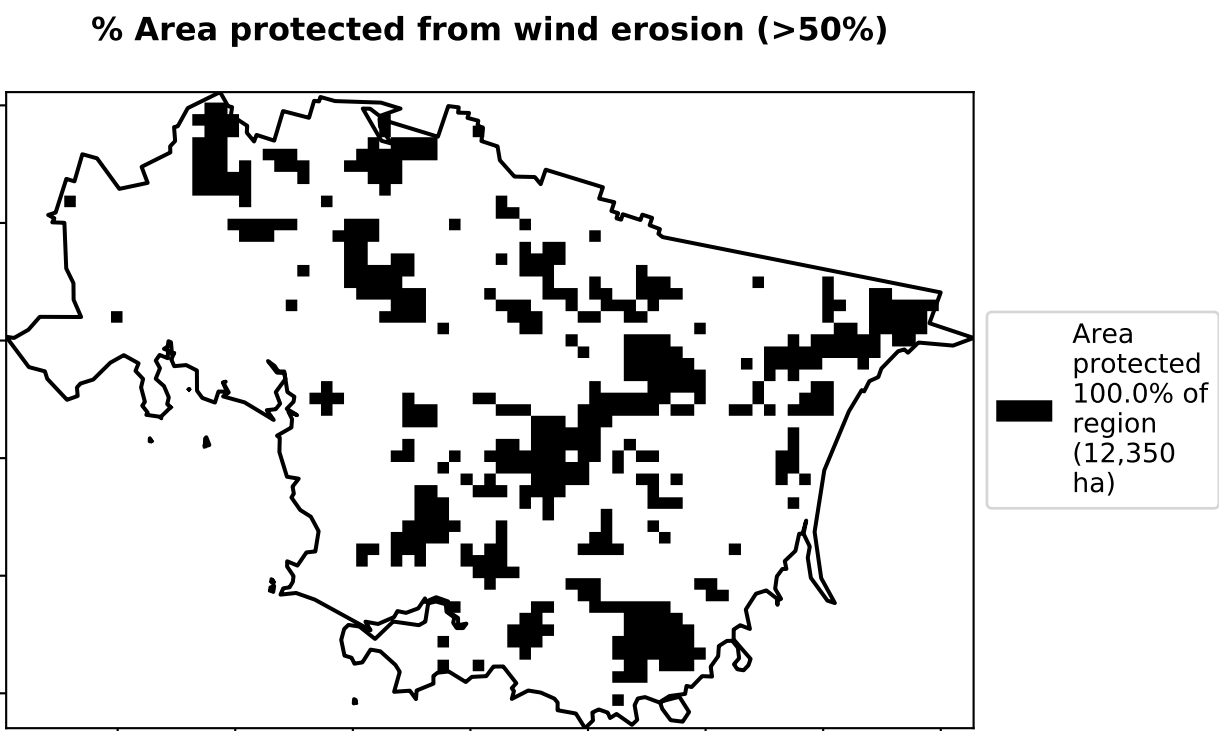 % Area protected from wind erosion (>50%)
Area
protected
100.0% of
region
(12,350
ha)